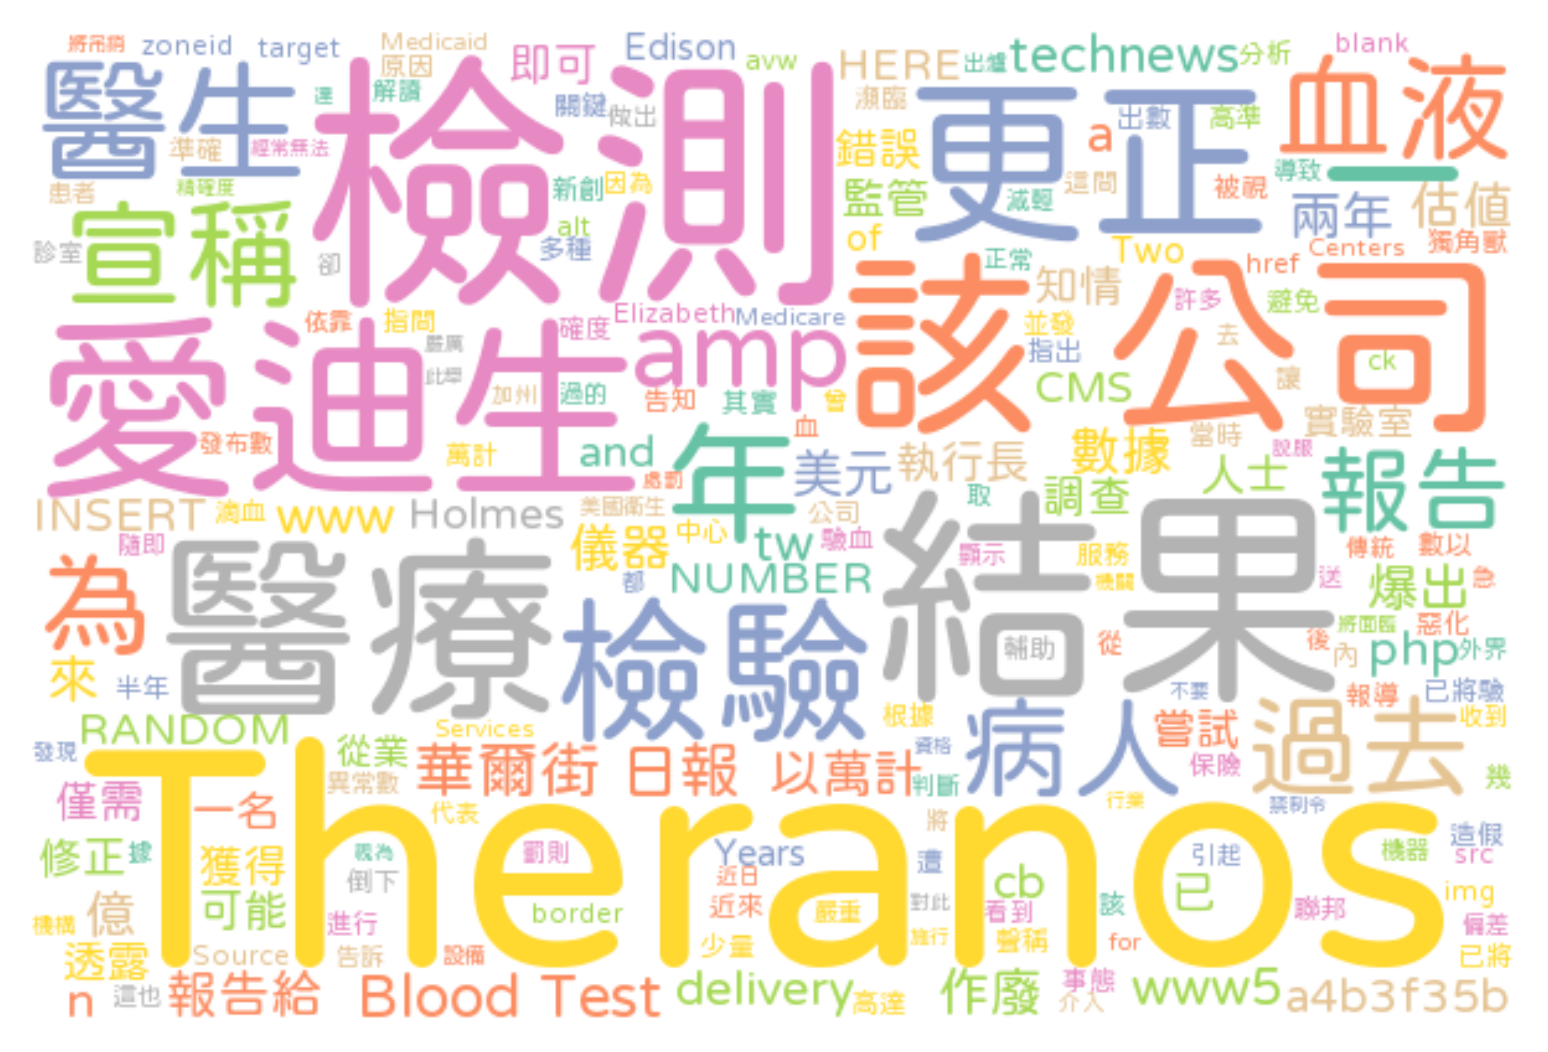 將吊銷 zoneid target Medicaid 即可 Edison avw HERE 出爐 technews 分析 blank
原因 解讀 關鍵 做出 瀕臨 出數 高準
醫生 達 檢測 更正 a 血液
準確 經常無法 錯誤 導致 一
患者 精確度 新創 因為 監管 減輕 這間 被視 兩年 估值
宣稱 alt of
診室 卻 多種 正常 Two Centers 獨角獸
知情 href
依靠 指問 確度 Elizabeth Medicare 該公司 並發 許多 避免
嚴厲 amp 指出 去
愛迪生 此舉 ck
加州 過的 告知 其實 曾 CMS 讓
發布數 血 實驗室
萬計 and 年 美元 執行長 數據 當時 說服
處罰 取 調查 人士 報告
INSERT 滴血 www Holmes 美國衛生 公司
隨即 儀器 中心 tw 驗血 結果 顯示 服務 傳統 數以
為 醫療 都 NUMBER 機關 送 爆出 急
檢驗 將面臨 惡化
輔助 從 後 內 php 外界
來 半年 不要 報導 已將驗
RANDOM Services 根據 病人 嘗試 過去 收到
發現 從業 華爾街 日報 以萬計 資格 保險
異常數 判斷 幾
僅需 一名 Theranos 代表 將 行業 禁制令
修正 據 獲得 視為 罰則 Years 遭 引起 造假
倒下 近日 機器 src
億 可能 border 近來 嚴重 對此 cb 已 img
機構 進行 看到 該 聯邦 偏差
透露 Source 告訴 設備 少量 施行 聲稱 for 已將
n 這也 報告給 Blood Test delivery 高達 作廢 事態 www5 a4b3f35b
介入